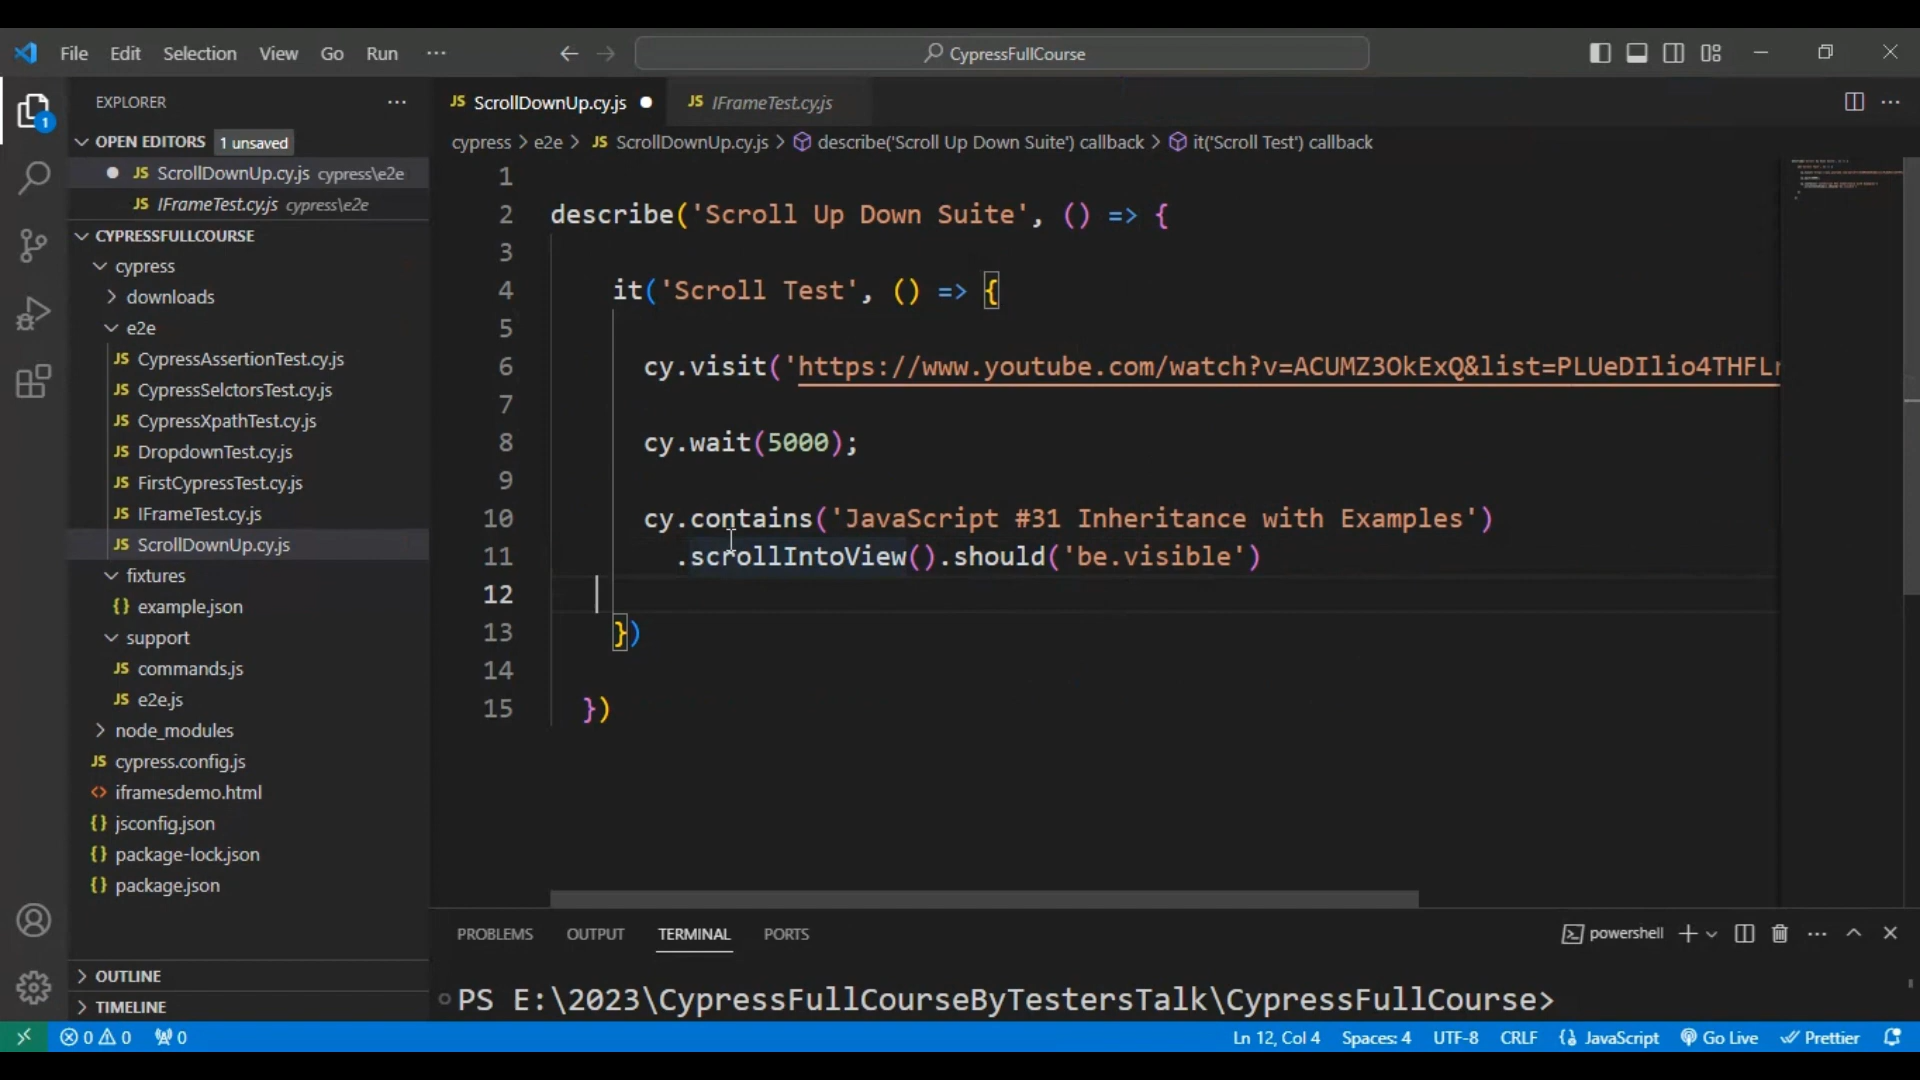 File Edit Selection View Go Run ...
CypressFullCourse
EXPLORER
OPEN EDITORS 1 unsaved
ScrollDownUp.cy.js cypress\e2e
IFrameTest.cy.js cypress\e2e
CYPRESSFULLCOURSE
cypress
downloads
e2e
JS CypressAssertionTest.cy.js
JS CypressSelctorsTest.cy.js
JS CypressXpathTest.cy.js
JS DropdownTest.cy.js
JS FirstCypressTest.cy.js
JS IFrameTest.cy.js
JS ScrollDownUp.cy.js
fixtures
{} example.json
support
JS commands.js
JS e2e.js
node_modules
JS cypress.config.js
<> iframesdemo.html
{} jsconfig.json
{} package-lock.json
{} package.json
OUTLINE
TIMELINE
JS ScrollDownUp.cy.js JS IFrameTest.cy.js
cypress > e2e > JS ScrollDownUp.cy.js > describe('Scroll Up Down Suite') callback > it('Scroll Test') callback
1
2 describe('Scroll Up Down Suite', () => {
3
4 it('Scroll Test', () => {
5
6 cy.visit('https://www.youtube.com/watch?v=ACUMZ3OkExQ&list=PLUeDIlio4THFLr
7
8 cy.wait(5000);
9
10 cy.contains('JavaScript #31 Inheritance with Examples')
11 .scrollIntoView().should('be.visible')
12
13 })
14
15 })
PROBLEMS OUTPUT TERMINAL PORTS
powershell
PS E:\2023\CypressFullCourseByTestersTalk\CypressFullCourse>
0 0 0 Ln 12, Col 4 Spaces: 4 UTF-8 CRLF {} JavaScript Go Live Prettier